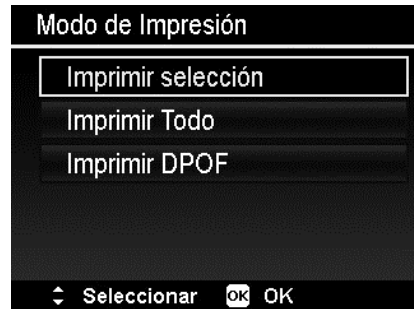 Modo de Impresión
Imprimir selección
Imprimir Todo
Imprimir DPOF
Seleccionar OK OK